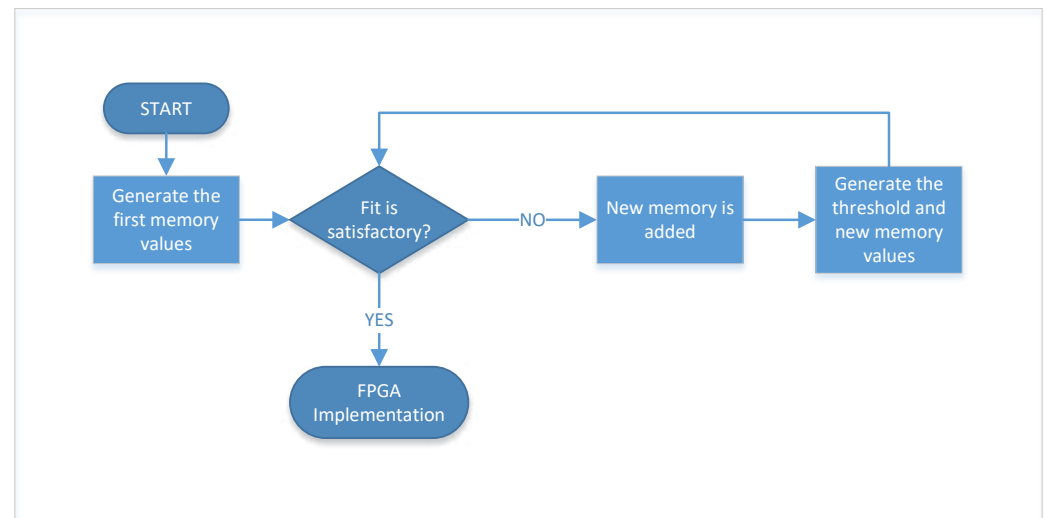 START
Generate the
first memory
values
Fit is
satisfactory?
NO
New memory is
added
Generate the
threshold and
new memory
values
YES
FPGA
Implementation